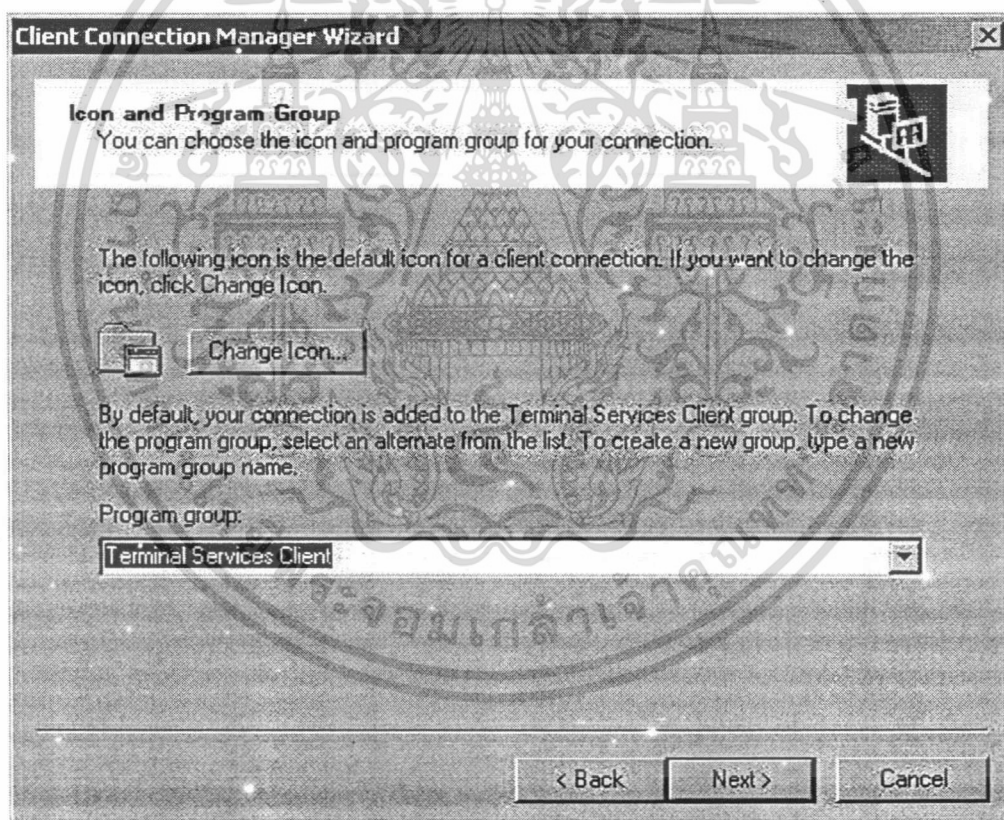 Client Connection Manager Wizard
Icon and Program Group
You can choose the icon and program group for your connection.
The following icon is the default icon for a client connection. If you want to change the
icon, click Change Icon.
Change Icon...
By default, your connection is added to the Terminal Services Client group. To change
the program group, select an alternate from the list. To create a new group, type a new
program group name.
Program group:
Terminal Services Client
< Back
Next >
Cancel